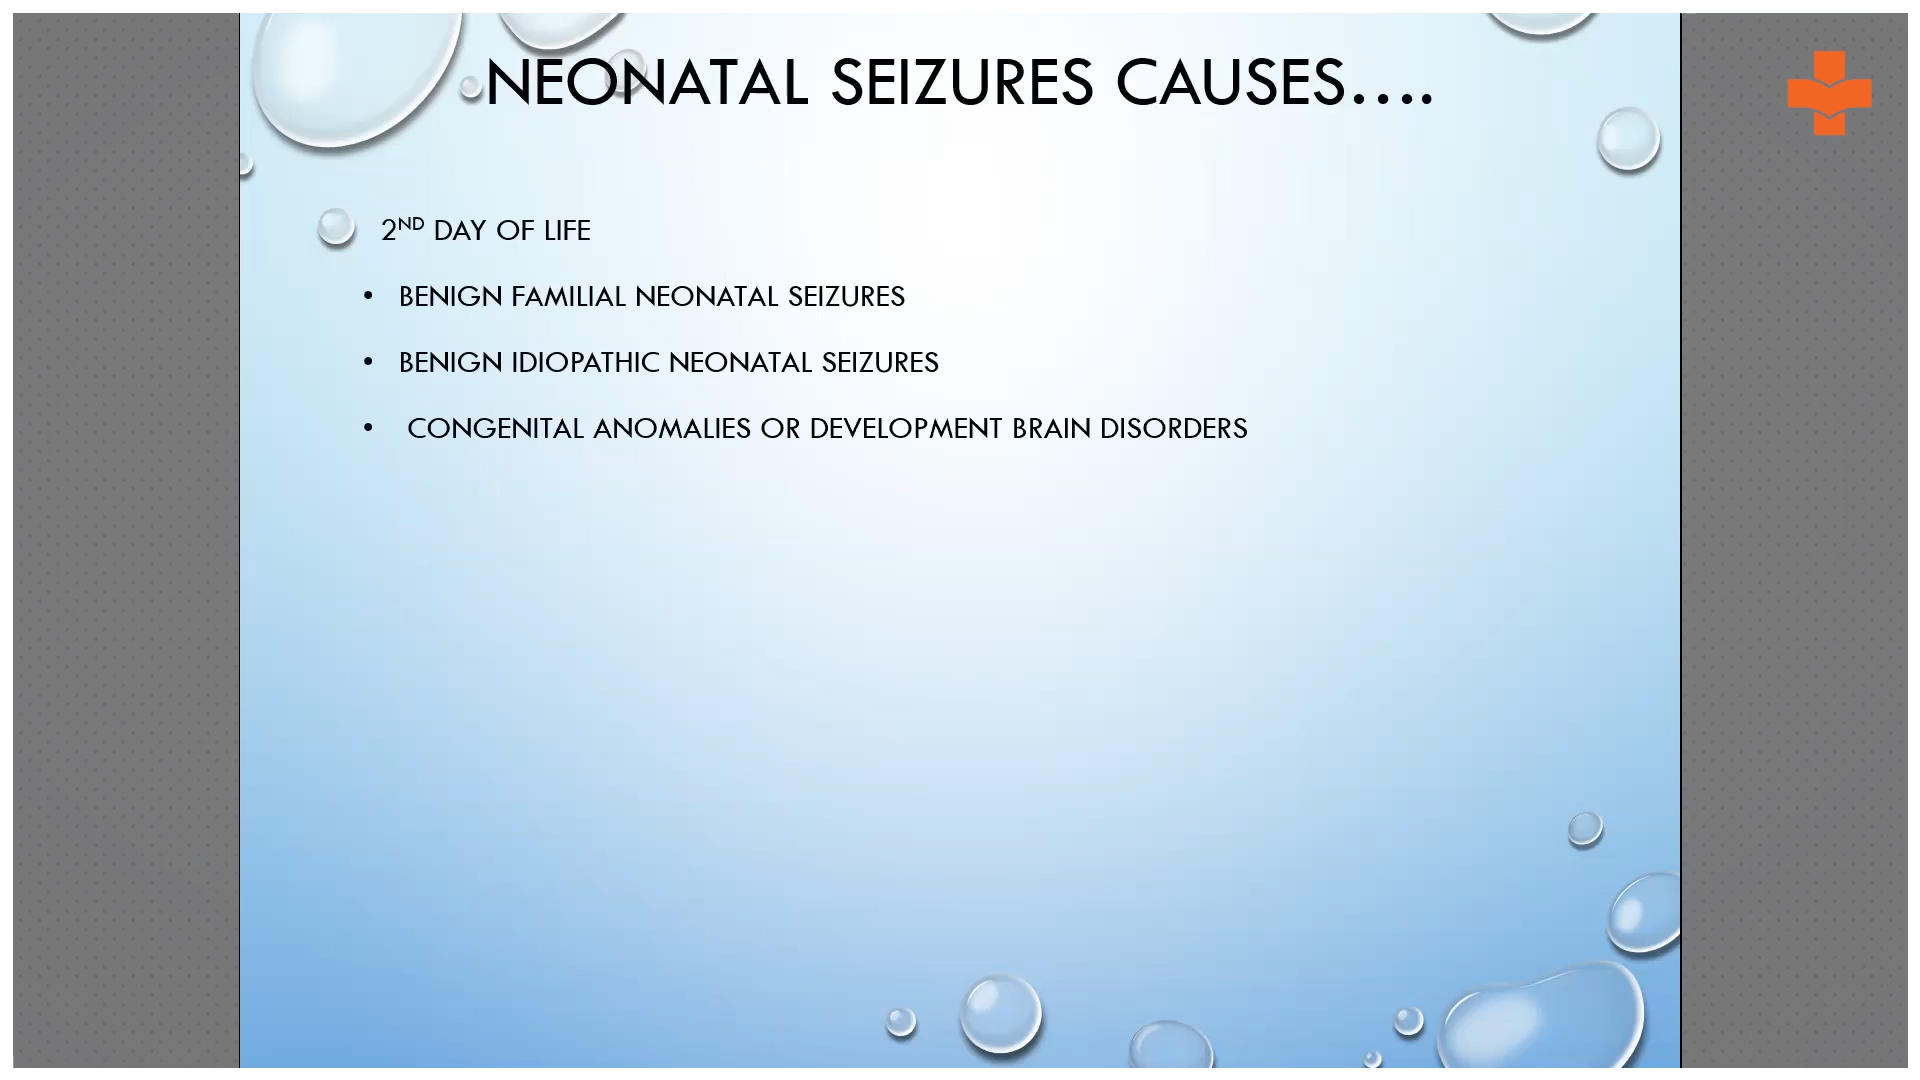 NEONATAL SEIZURES CAUSES....
2ND DAY OF LIFE
• BENIGN FAMILIAL NEONATAL SEIZURES
• BENIGN IDIOPATHIC NEONATAL SEIZURES
• CONGENITAL ANOMALIES OR DEVELOPMENT BRAIN DISORDERS